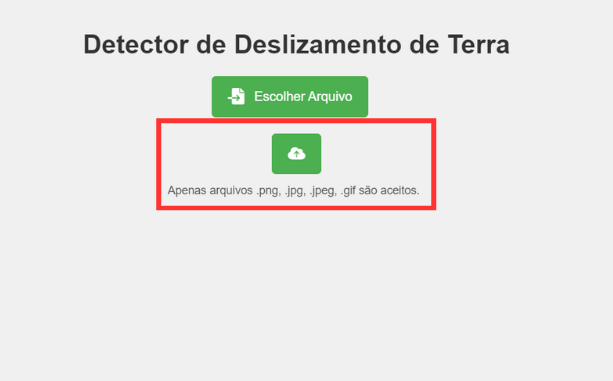 Detector de Deslizamento de Terra
Escolher Arquivo
Apenas arquivos .png, .jpg, .jpeg, .gif são aceitos.